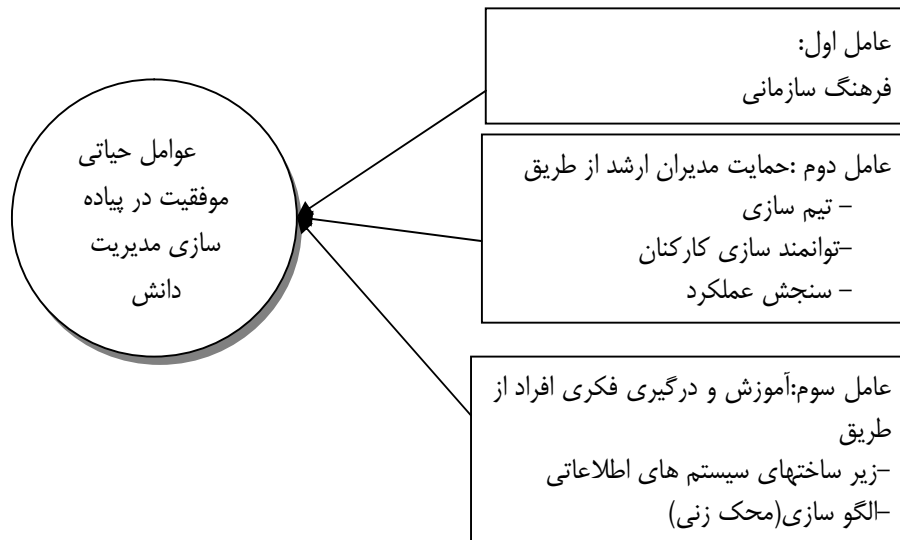 عامل اول:
فرهنگ سازمانی
عوامل حیاتی
موفقیت در پیاده
سازی مدیریت
دانش
عامل دوم :حمایت مدیران ارشد از طریق
- تیم سازی
-توانمند سازی کارکنان
- سنجش عملکرد
عامل سوم:آموزش و درگیری فکری افراد از
طریق
-زیر ساختهای سیستم های اطلاعاتی
-الگو سازی(محک زنی)